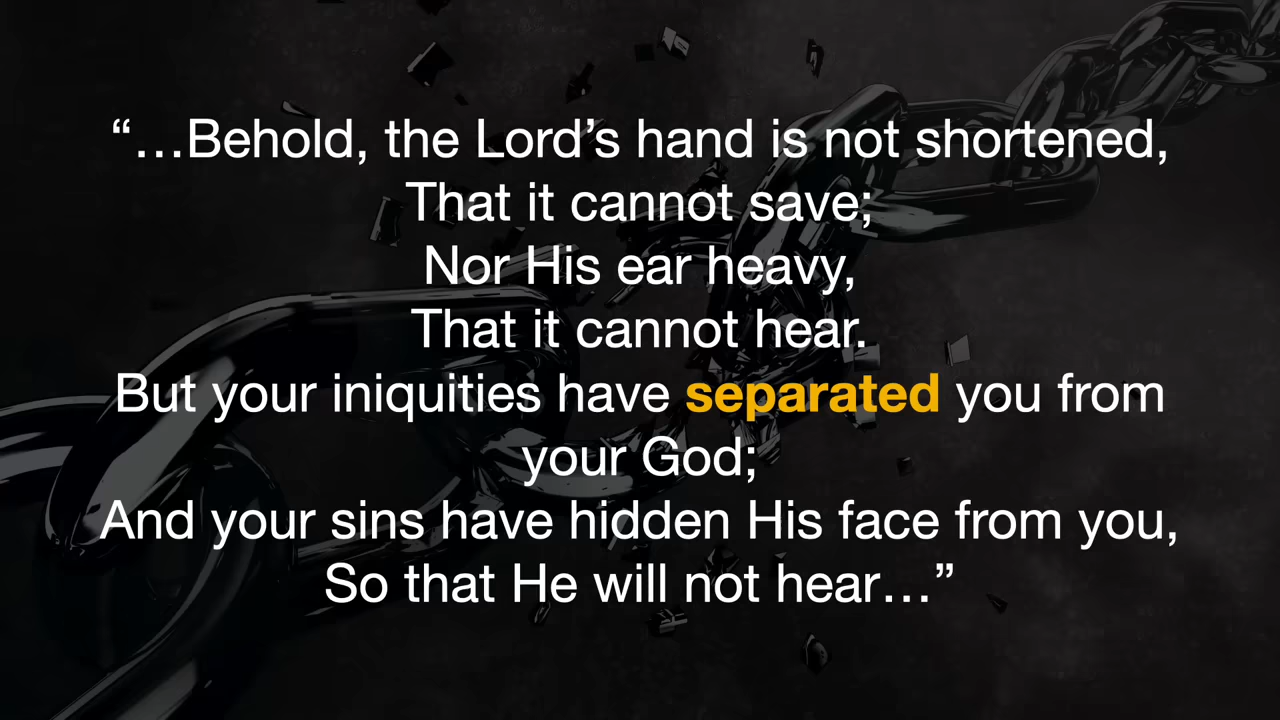 “…Behold, the Lord’s hand is not shortened,
That it cannot save;
Nor His ear heavy,
That it cannot hear.
But your iniquities have separated you from
your God;
And your sins have hidden His face from you,
So that He will not hear…”